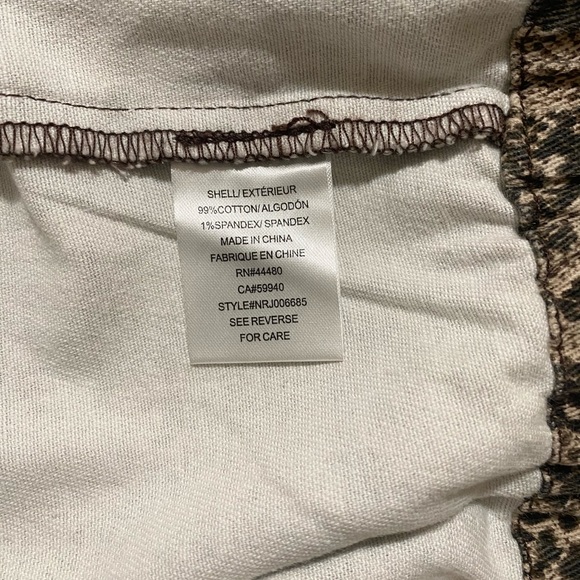 SHELL/ EXTÉRIEUR
99%COTTON/ALGODÓN
1%SPANDEX/ SPANDEX
MADE IN CHINA
FABRIQUE EN CHINE
RN#44480
CA#59940
STYLE#NRJ006685
SEE REVERSE
FOR CARE